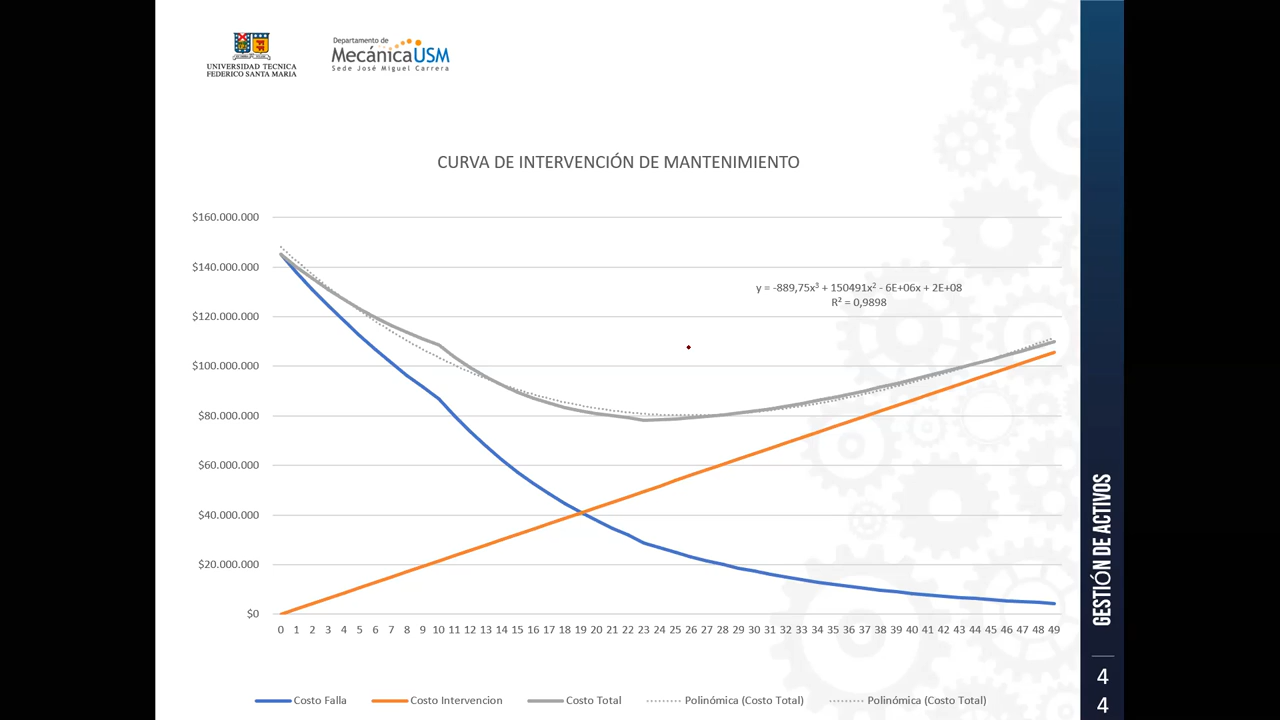 UNIVERSIDAD TECNICA
FEDERICO SANTA MARIA
Departamento de
MecánicaUSM
Sede José Miguel Carrera
CURVA DE INTERVENCIÓN DE MANTENIMIENTO
$160.000.000
$140.000.000
$120.000.000
$100.000.000
$80.000.000
$60.000.000
$40.000.000
$20.000.000
$0
y = -889,75x³ + 150491x² - 6E+06x + 2E+08
R² = 0,9898
0 1 2 3 4 5 6 7 8 9 10 11 12 13 14 15 16 17 18 19 20 21 22 23 24 25 26 27 28 29 30 31 32 33 34 35 36 37 38 39 40 41 42 43 44 45 46 47 48 49
Costo Falla Costo Intervencion Costo Total Polinómica (Costo Total) Polinómica (Costo Total)
GESTIÓN DE ACTIVOS
4
4